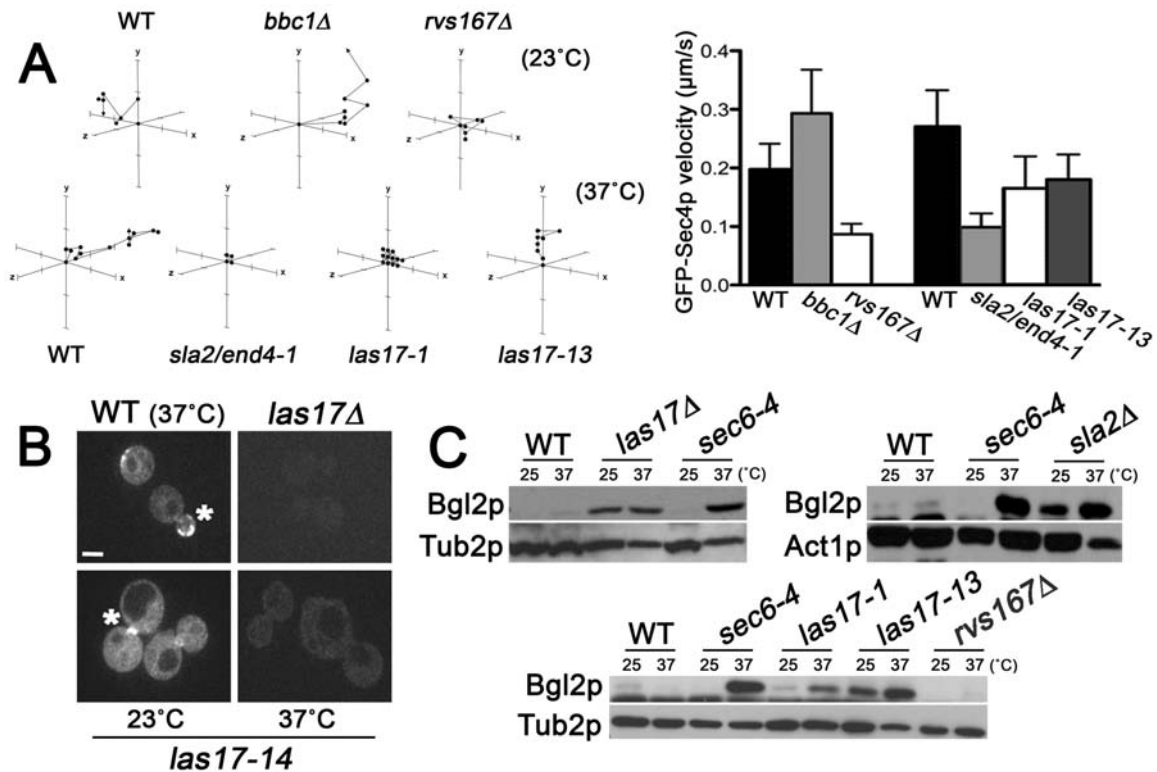 A
WT bbc1Δ rvs167Δ
(23°C)
y y y
z x z x z x
(37°C)
y y y y
z x z x z x z x
WT sla2/end4-1 las17-1 las17-13
GFP-Sec4p velocity (μm/s)
0.4
0.3
0.2
0.1
0.0
WT bbc1Δ rvs167Δ WT sla2/end4-1 las17-1 las17-13
B
WT (37°C) las17Δ
*
*
23°C 37°C
las17-14
C
WT las17Δ sec6-4
25 37 25 37 25 37 (°C)
Bgl2p
Tub2p
WT sec6-4 sla2Δ
25 37 25 37 25 37 (°C)
Bgl2p
Act1p
WT sec6-4 las17-1 las17-13 rvs167Δ
25 37 25 37 25 37 25 37 25 37 (°C)
Bgl2p
Tub2p